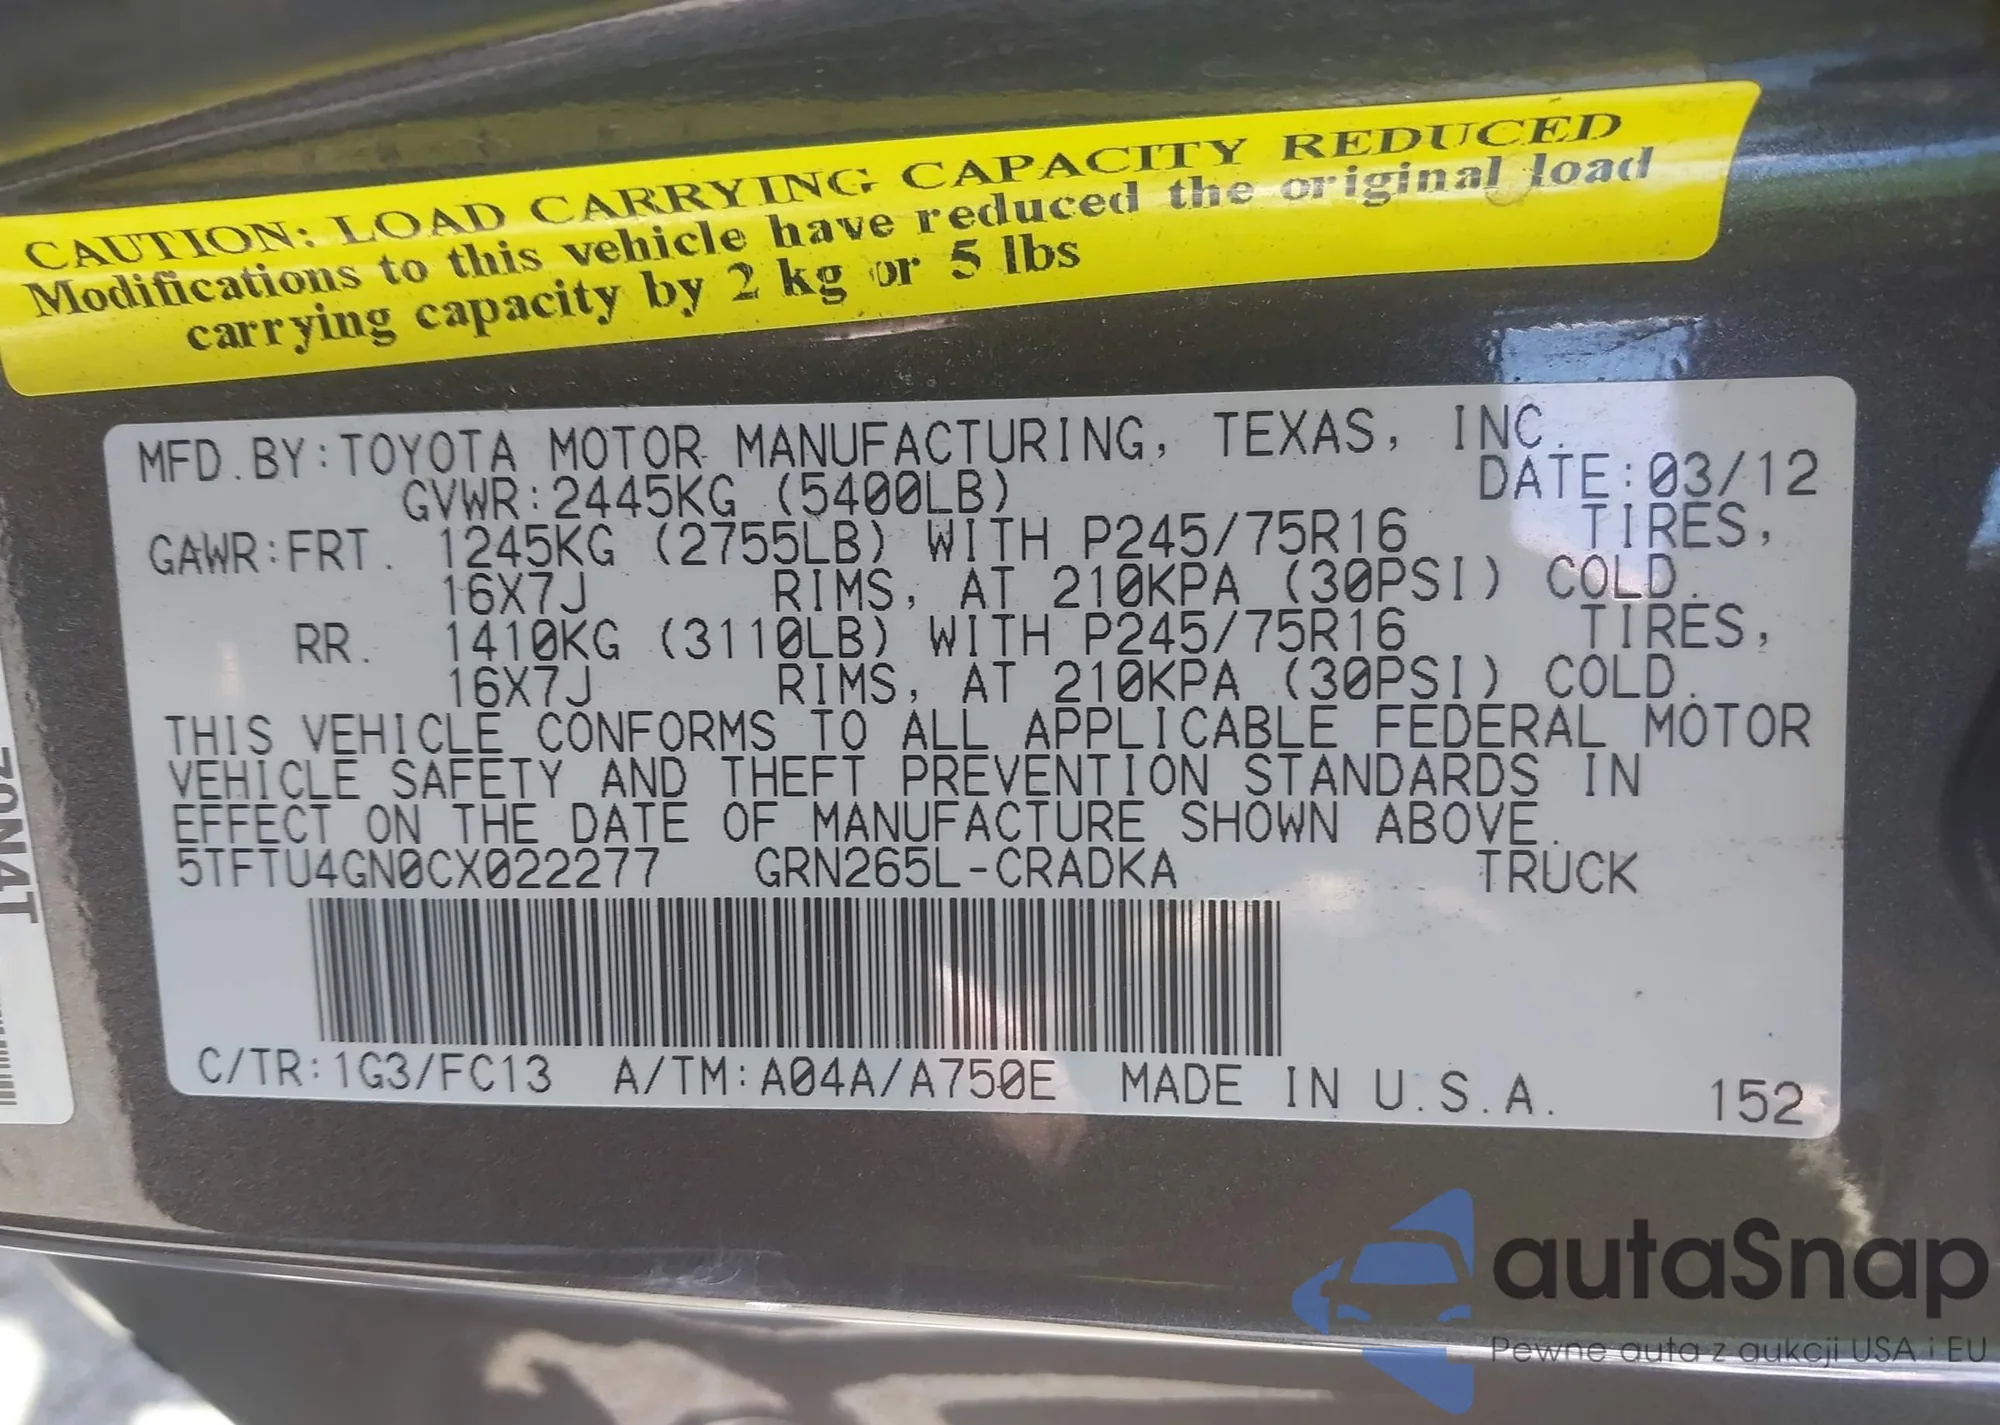 CAUTION: LOAD CARRYING CAPACITY REDUCED
Modifications to this vehicle have reduced the original load
carrying capacity by 2 kg or 5 lbs
MFD.BY:TOYOTA MOTOR MANUFACTURING, TEXAS, INC.
GVWR:2445KG (5400LB) DATE:03/12
GAWR:FRT. 1245KG (2755LB) WITH P245/75R16 TIRES,
16X7J RIMS, AT 210KPA (30PSI) COLD.
RR. 1410KG (3110LB) WITH P245/75R16 TIRES,
16X7J RIMS, AT 210KPA (30PSI) COLD.
THIS VEHICLE CONFORMS TO ALL APPLICABLE FEDERAL MOTOR
VEHICLE SAFETY AND THEFT PREVENTION STANDARDS IN
EFFECT ON THE DATE OF MANUFACTURE SHOWN ABOVE.
5TFTU4GN0CX022277 GRN265L-CRADKA TRUCK
C/TR:1G3/FC13 A/TM:A04A/A750E MADE IN U.S.A. 152
autaSnap
Pewne auta z aukcji USA i EU